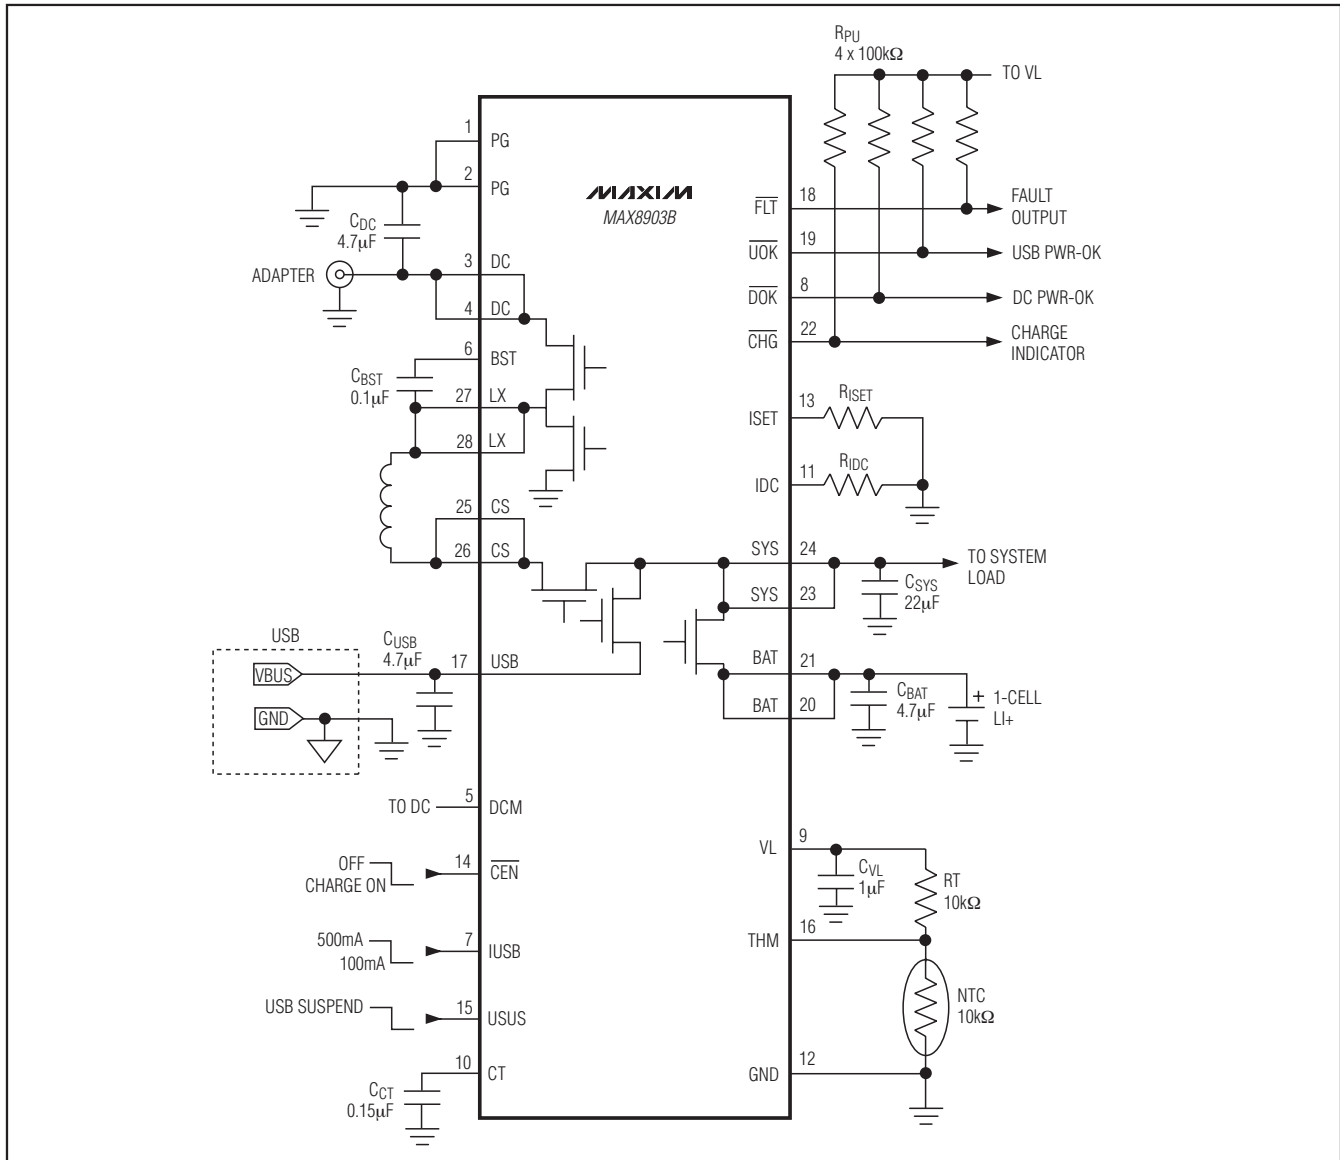 RPU
4 x 100kΩ
TO VL
1
PG
2
PG
MAXIM
MAX8903B
CDC
4.7μF
ADAPTER
3
DC
4
DC
6
BST
CBST
0.1μF
27
LX
28
LX
25
CS
26
CS
USB
VBUS
GND
CUSB
4.7μF
17
USB
TO DC
5
DCM
OFF
CHARGE ON
14
CEN
500mA
100mA
7
IUSB
USB SUSPEND
15
USUS
10
CT
CCT
0.15μF
FLT
18
FAULT
OUTPUT
UOK
19
USB PWR-OK
DOK
8
DC PWR-OK
CHG
22
CHARGE
INDICATOR
ISET
13
RISET
IDC
11
RIDC
SYS
24
TO SYSTEM
LOAD
SYS
23
CSYS
22μF
BAT
21
BAT
20
CBAT
4.7μF
+
1-CELL
LI+
VL
9
CVL
1μF
RT
10kΩ
THM
16
NTC
10kΩ
GND
12